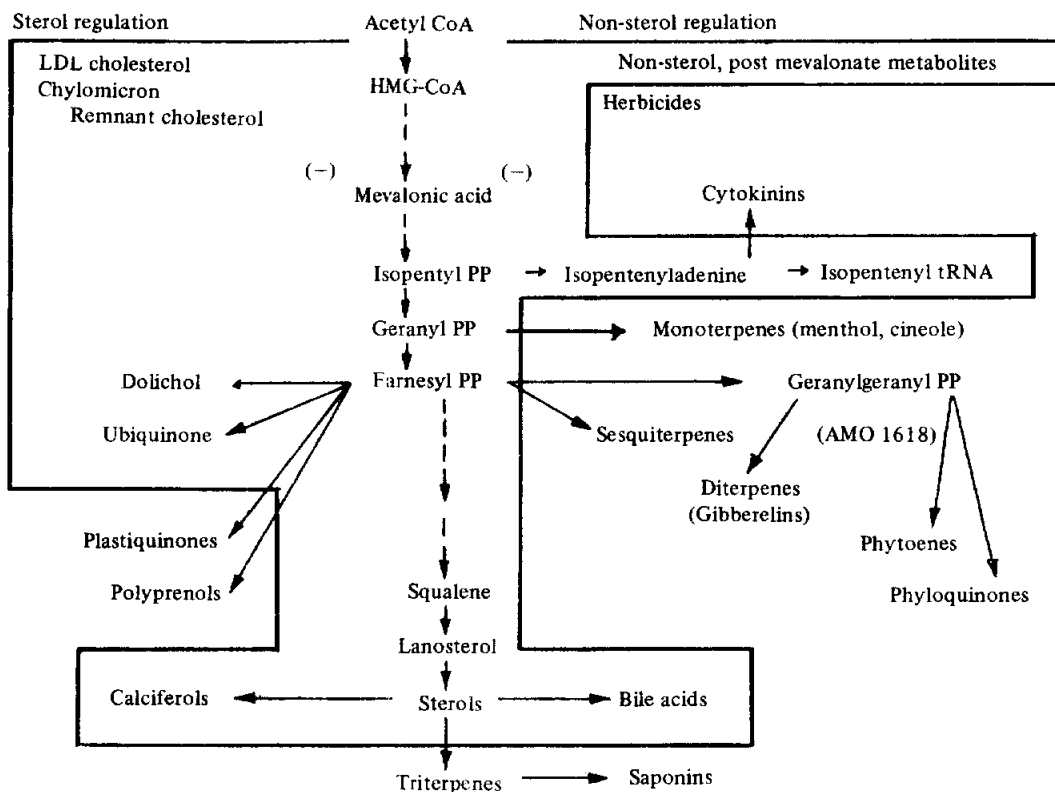 Sterol regulation
Acetyl CoA
Non-sterol regulation
LDL cholesterol
Chylomicron
Remnant cholesterol
HMG-CoA
Non-sterol, post mevalonate metabolites
Herbicides
(-)
(-)
Mevalonic acid
Cytokinins
Isopentyl PP
Isopentenyladenine
Isopentenyl tRNA
Geranyl PP
Monoterpenes (menthol, cineole)
Dolichol
Farnesyl PP
Geranylgeranyl PP
Ubiquinone
Sesquiterpenes
(AMO 1618)
Diterpenes
(Gibberelins)
Plastiquinones
Phytoenes
Polyprenols
Squalene
Phyloquinones
Lanosterol
Calciferols
Sterols
Bile acids
Triterpenes
Saponins